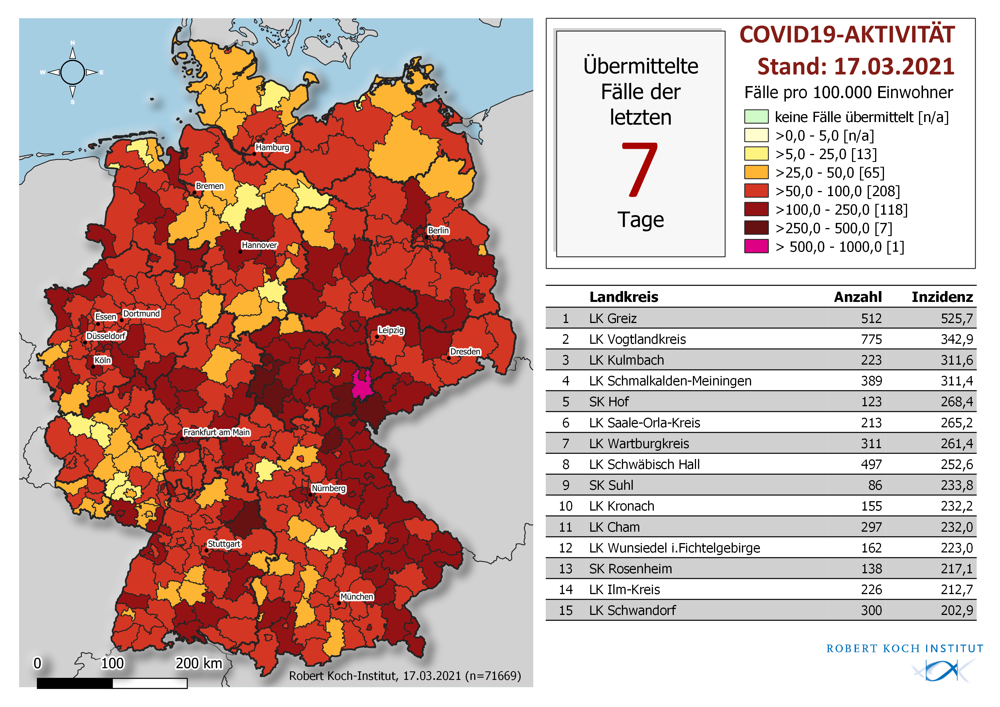 N
W E
S
Hamburg
Bremen
Berlin
Hannover
Essen
Dortmund
Düsseldorf
Leipzig
Dresden
Köln
Frankfurt am Main
Nürnberg
Stuttgart
München
0 100 200 km
Robert Koch-Institut, 17.03.2021 (n=71669)
Übermittelte
Fälle der
letzten
7
Tage
COVID19-AKTIVITÄT
Stand: 17.03.2021
Fälle pro 100.000 Einwohner
keine Fälle übermittelt [n/a]
>0,0 - 5,0 [n/a]
>5,0 - 25,0 [13]
>25,0 - 50,0 [65]
>50,0 - 100,0 [208]
>100,0 - 250,0 [118]
>250,0 - 500,0 [7]
> 500,0 - 1000,0 [1]
Landkreis Anzahl Inzidenz
1 LK Greiz 512 525,7
2 LK Vogtlandkreis 775 342,9
3 LK Kulmbach 223 311,6
4 LK Schmalkalden-Meiningen 389 311,4
5 SK Hof 123 268,4
6 LK Saale-Orla-Kreis 213 265,2
7 LK Wartburgkreis 311 261,4
8 LK Schwäbisch Hall 497 252,6
9 SK Suhl 86 233,8
10 LK Kronach 155 232,2
11 LK Cham 297 232,0
12 LK Wunsiedel i.Fichtelgebirge 162 223,0
13 SK Rosenheim 138 217,1
14 LK Ilm-Kreis 226 212,7
15 LK Schwandorf 300 202,9
ROBERT KOCH INSTITUT